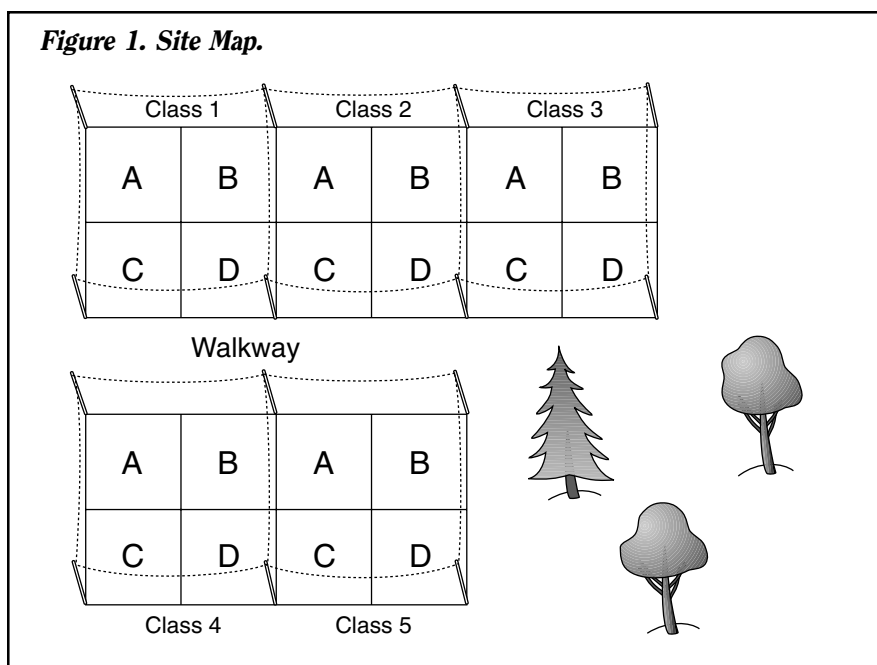 Figure 1. Site Map.
Class 1 Class 2 Class 3
A B A B A B
C D C D C D
Walkway
A B A B
C D C D
Class 4 Class 5